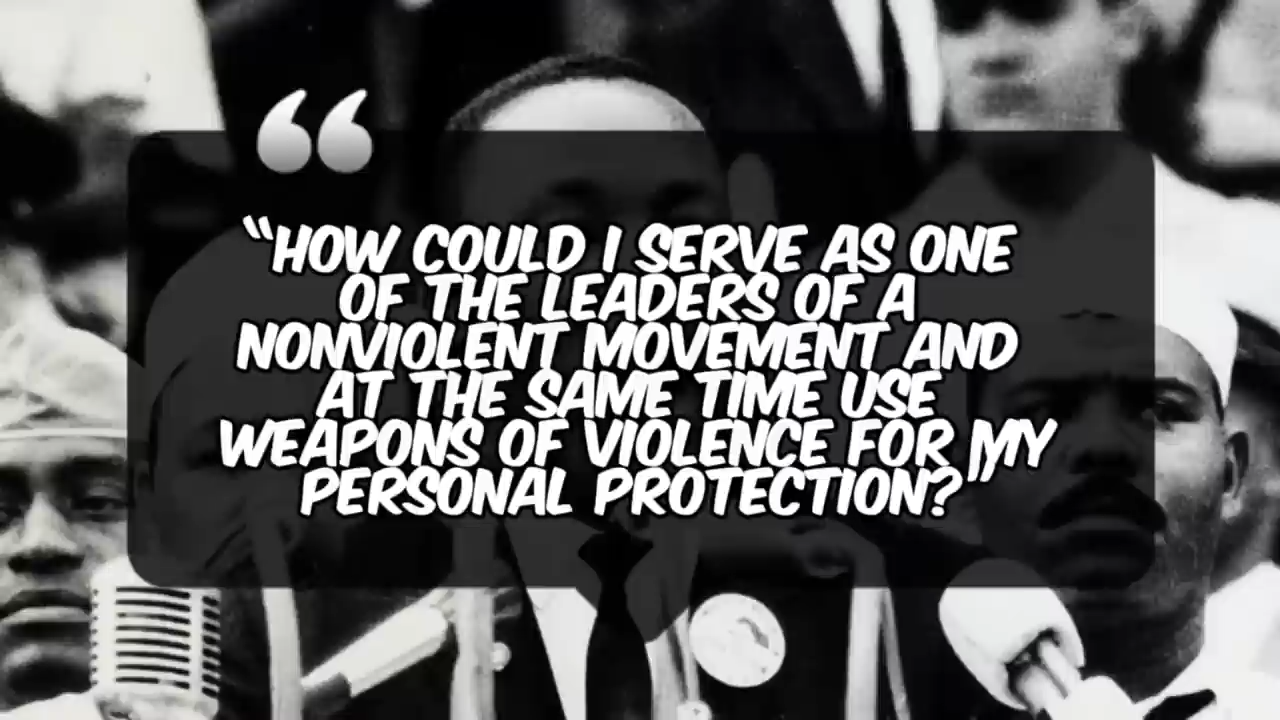 “HOW COULD I SERVE AS ONE
OF THE LEADERS OF A
NONVIOLENT MOVEMENT AND
AT THE SAME TIME USE
WEAPONS OF VIOLENCE FOR MY
PERSONAL PROTECTION?”